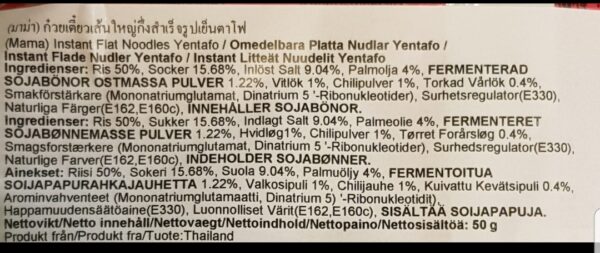 (มาม่า) ก๋วยเตี๋ยวเส้นใหญ่กึ่งสำเร็จรูปเย็นตาโฟ
(Mama) Instant Flat Noodles Yentafo / Omedelbara Platta Nudlar Yentafo /
Instant Flade Nudler Yentafo / Instant Litteät Nuudelit Yentafo
Ingredienser: Ris 50%, Socker 15.68%, Inlöst Salt 9.04%, Palmolja 4%, FERMENTERAD
SOJABÖNOR OSTMASSA PULVER 1.22%, Vitlök 1%, Chilipulver 1%, Torkad Vårlök 0.4%,
Smakförstärkare (Mononatriumglutamat, Dinatrium 5 '-Ribonukleotider), Surhetsregulator(E330),
Naturliga Färger(E162,E160c), INNEHÅLLER SOJABÖNOR.
Ingredienser: Ris 50%, Sukker 15.68%, Indlagt Salt 9.04%, Palmeolie 4%, FERMENTERET
SOJABØNNEMASSE PULVER 1.22%, Hvidløg1%, Chilipulver 1%, Tørret Forårsløg 0.4%,
Smagsforstærkere (Mononatriumglutamat, Dinatrium 5 '-Ribonukleotider), Surhedsregulator(E330),
Naturlige Farver(E162,E160c), INDEHOLDER SOJABØNNER.
Ainekset: Riisi 50%, Sokeri 15.68%, Suola 9.04%, Palmuöljy 4%, FERMENTOITUA
SOIJAPAPURAHKAJAUHETTA 1.22%, Valkosipuli 1%, Chilijauhe 1%, Kuivattu Kevätsipuli 0.4%,
Arominvahventeet (Mononatriumglutamaatti, Dinatrium 5) '-Ribonukleotidit),
Happamuudensäätöaine(E330), Luonnolliset Värit(E162,E160c), SISÄLTÄÄ SOIJAPAPUJA.
Nettovikt/Netto innehåll/Nettovaegt/Nettoindhold/Nettopaino/Nettosisältöä: 50 g
Produkt från/Produkt fra/Tuote:Thailand